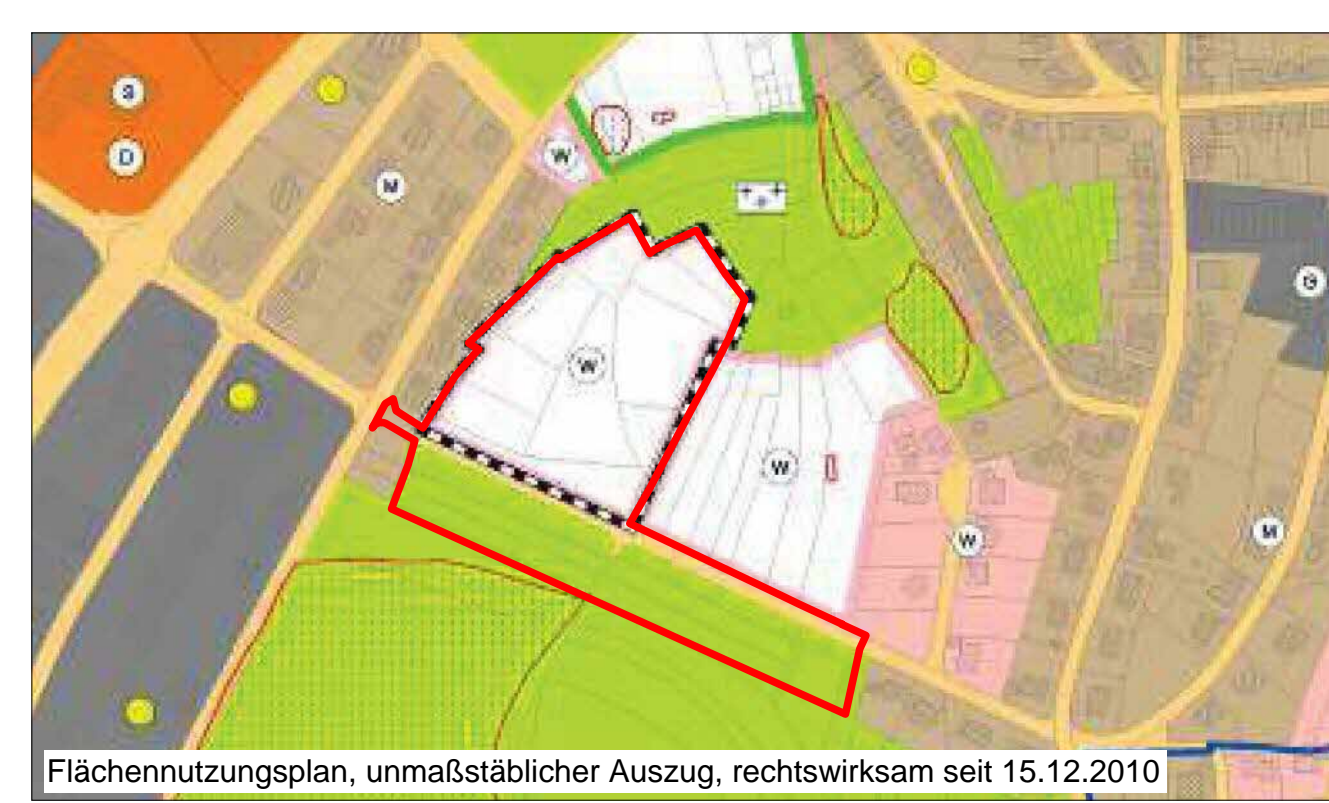 S
D
M
W
W
W
W
G
M
Flächennutzungsplan, unmaßstäblicher Auszug, rechtswirksam seit 15.12.2010